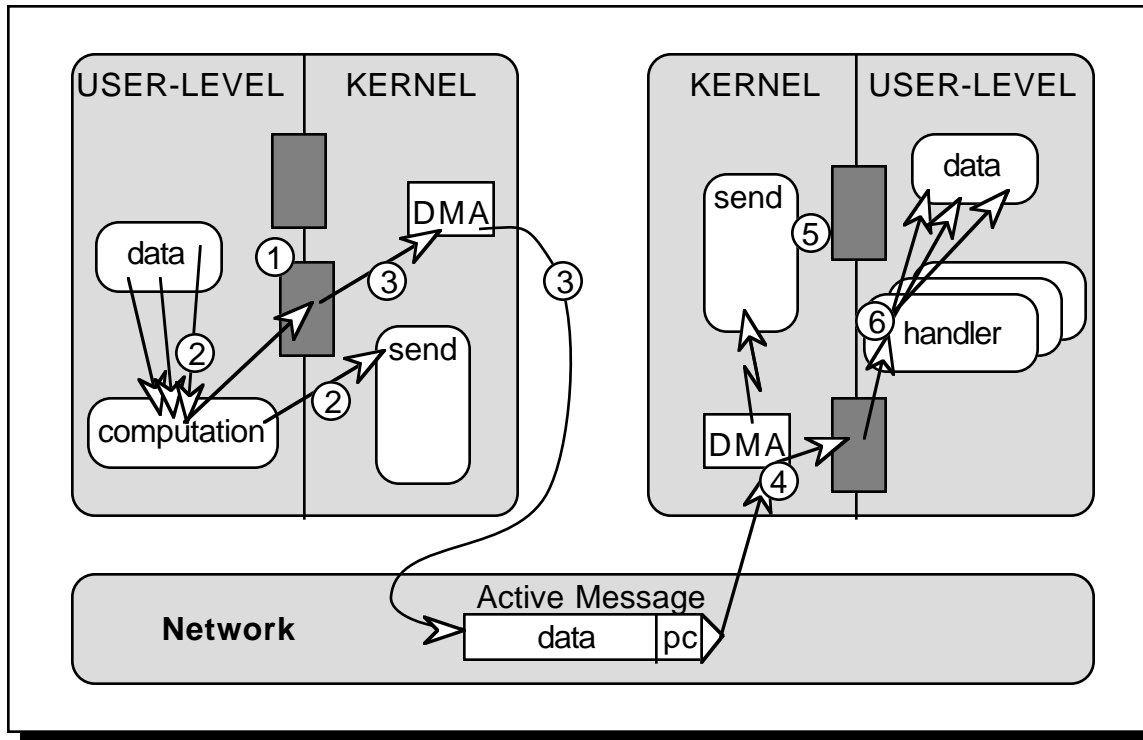 USER-LEVEL KERNEL
KERNEL USER-LEVEL
data
send
DMA
5
data
1
3
3
6
handler
2
send
2
computation
DMA
4
Active Message
Network
data pc